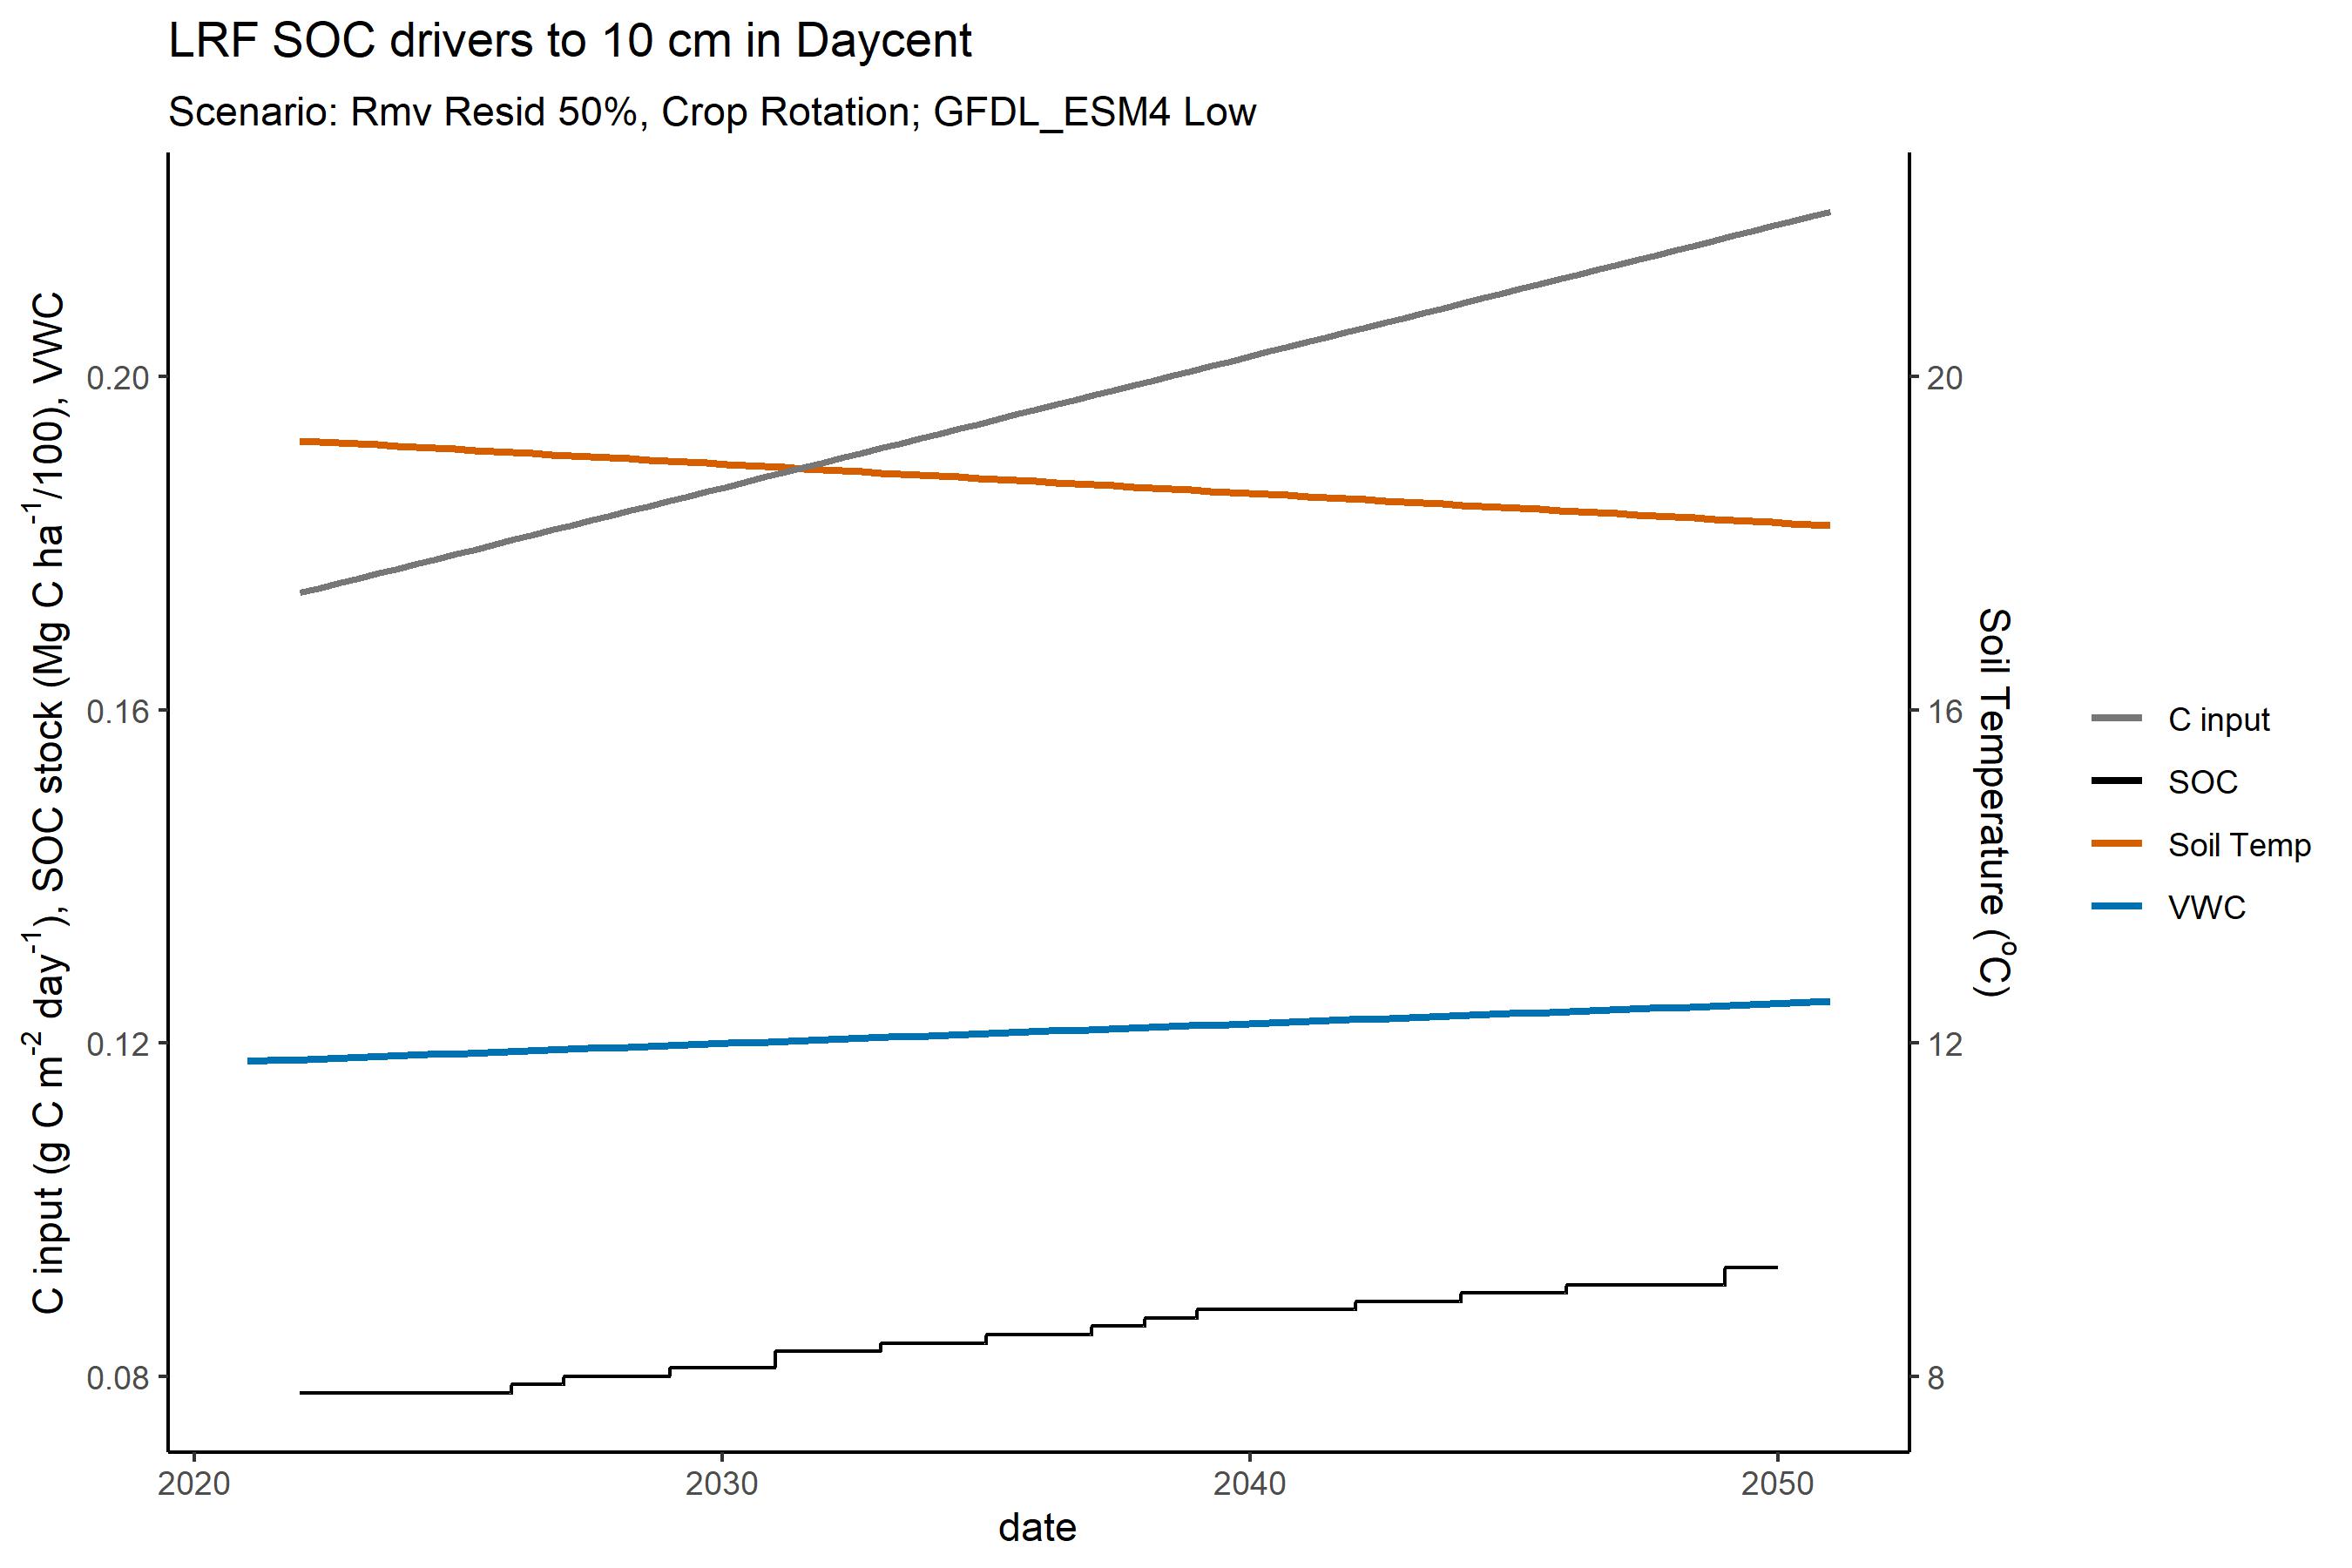 LRF SOC drivers to 10 cm in Daycent
Scenario: Rmv Resid 50%, Crop Rotation; GFDL_ESM4 Low
C input (g C m⁻² day⁻¹), SOC stock (Mg C ha⁻¹/100), VWC
0.20
0.16
0.12
0.08
2020
2030
2040
2050
date
20
16
12
8
Soil Temperature (ºC)
C input
SOC
Soil Temp
VWC